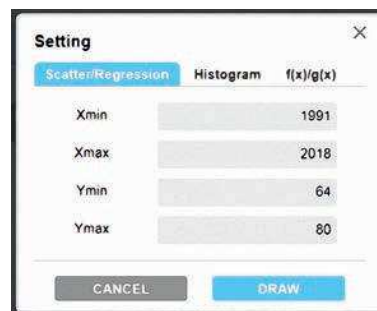 Setting
Scatter/Regression Histogram f(x)/g(x)
Xmin 1991
Xmax 2018
Ymin 64
Ymax 80
CANCEL DRAW